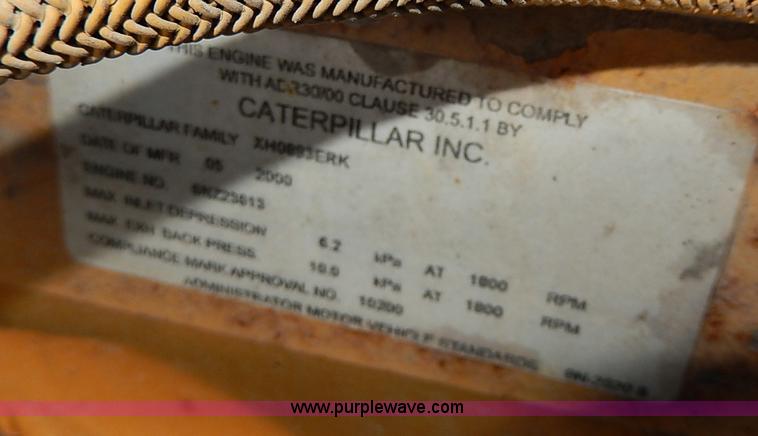 THIS ENGINE WAS MANUFACTURED TO COMPLY
WITH ADR30/00 CLAUSE 30.5.1.1 BY
CATERPILLAR INC.
CATERPILLAR FAMILY XH0893ERK
DATE OF MFR 05 2000
ENGINE NO.
MAX. INLET DEPRESSION 6.2 kPa AT 1800 RPM
MAX. EXH. BACK PRESS. 10.0 kPa AT 1800 RPM
COMPLIANCE MARK APPROVAL NO. 10200
ADMINISTRATOR MOTOR VEHICLE STANDARDS
www.purplewave.com